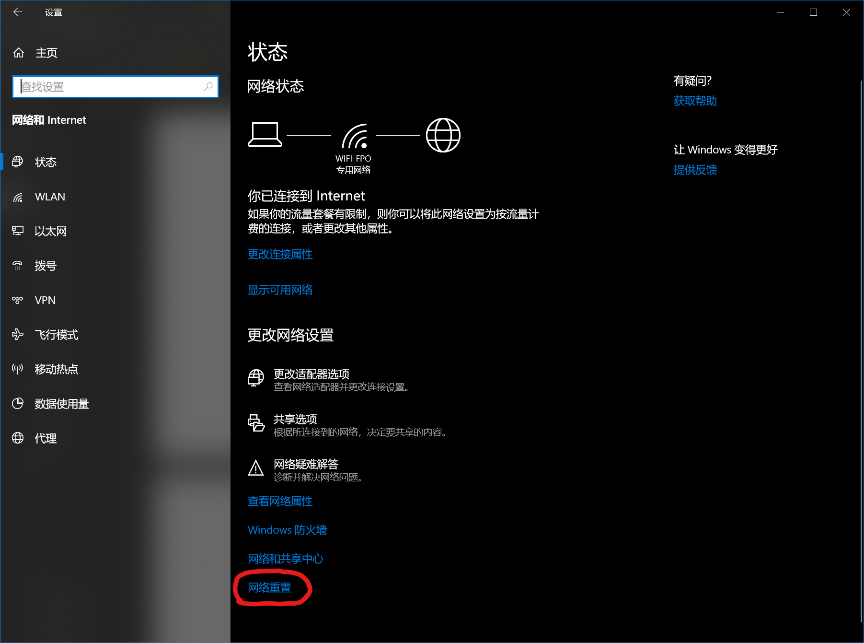 设置
主页
查找设置
网络和 Internet
状态
WLAN
以太网
拨号
VPN
飞行模式
移动热点
数据使用量
代理
状态
网络状态
WIFI FPO
专用网络
你已连接到 Internet
如果你的流量套餐有限制，则你可以将此网络设置为按流量计
费的连接，或者更改其他属性。
更改连接属性
显示可用网络
更改网络设置
更改适配器选项
查看网络适配器并更改连接设置。
共享选项
根据所连接到的网络，决定要共享的内容。
网络疑难解答
诊断并解决网络问题。
查看网络属性
Windows 防火墙
网络和共享中心
网络重置
有疑问?
获取帮助
让 Windows 变得更好
提供反馈